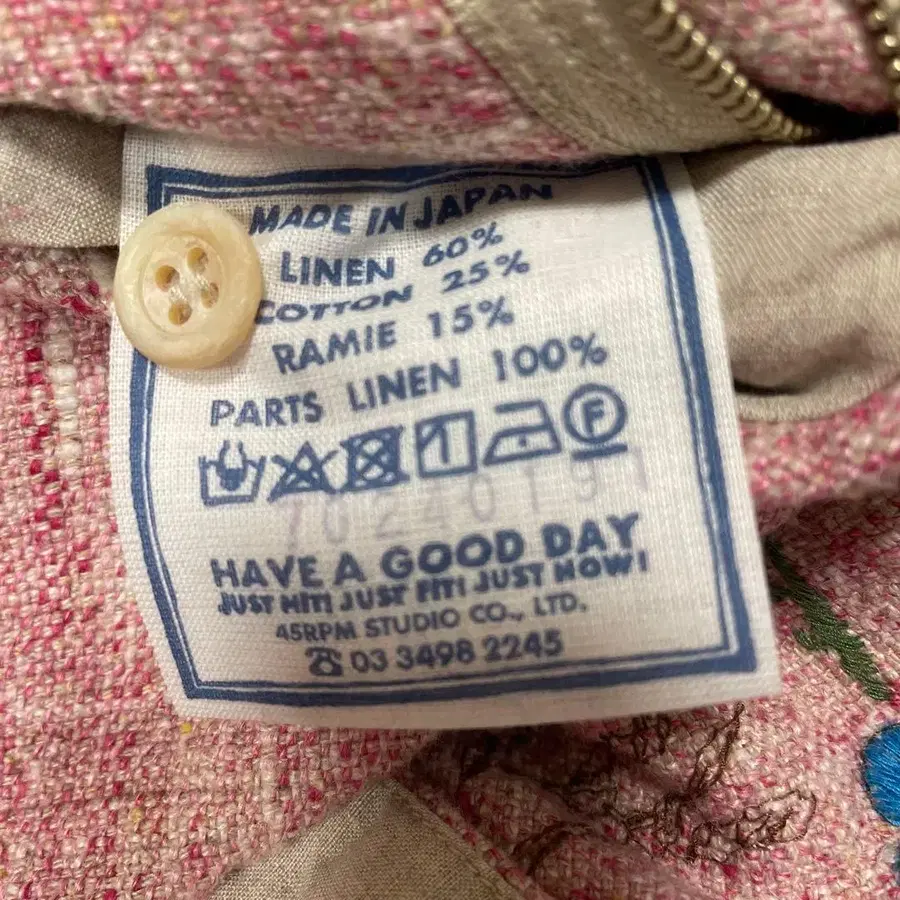 MADE IN JAPAN
LINEN 60%
COTTON 25%
RAMIE 15%
PARTS LINEN 100%
F
70240191
HAVE A GOOD DAY
JUST HIT! JUST FIT! JUST NOW!
45RPM STUDIO CO., LTD.
☎ 03 3498 2245